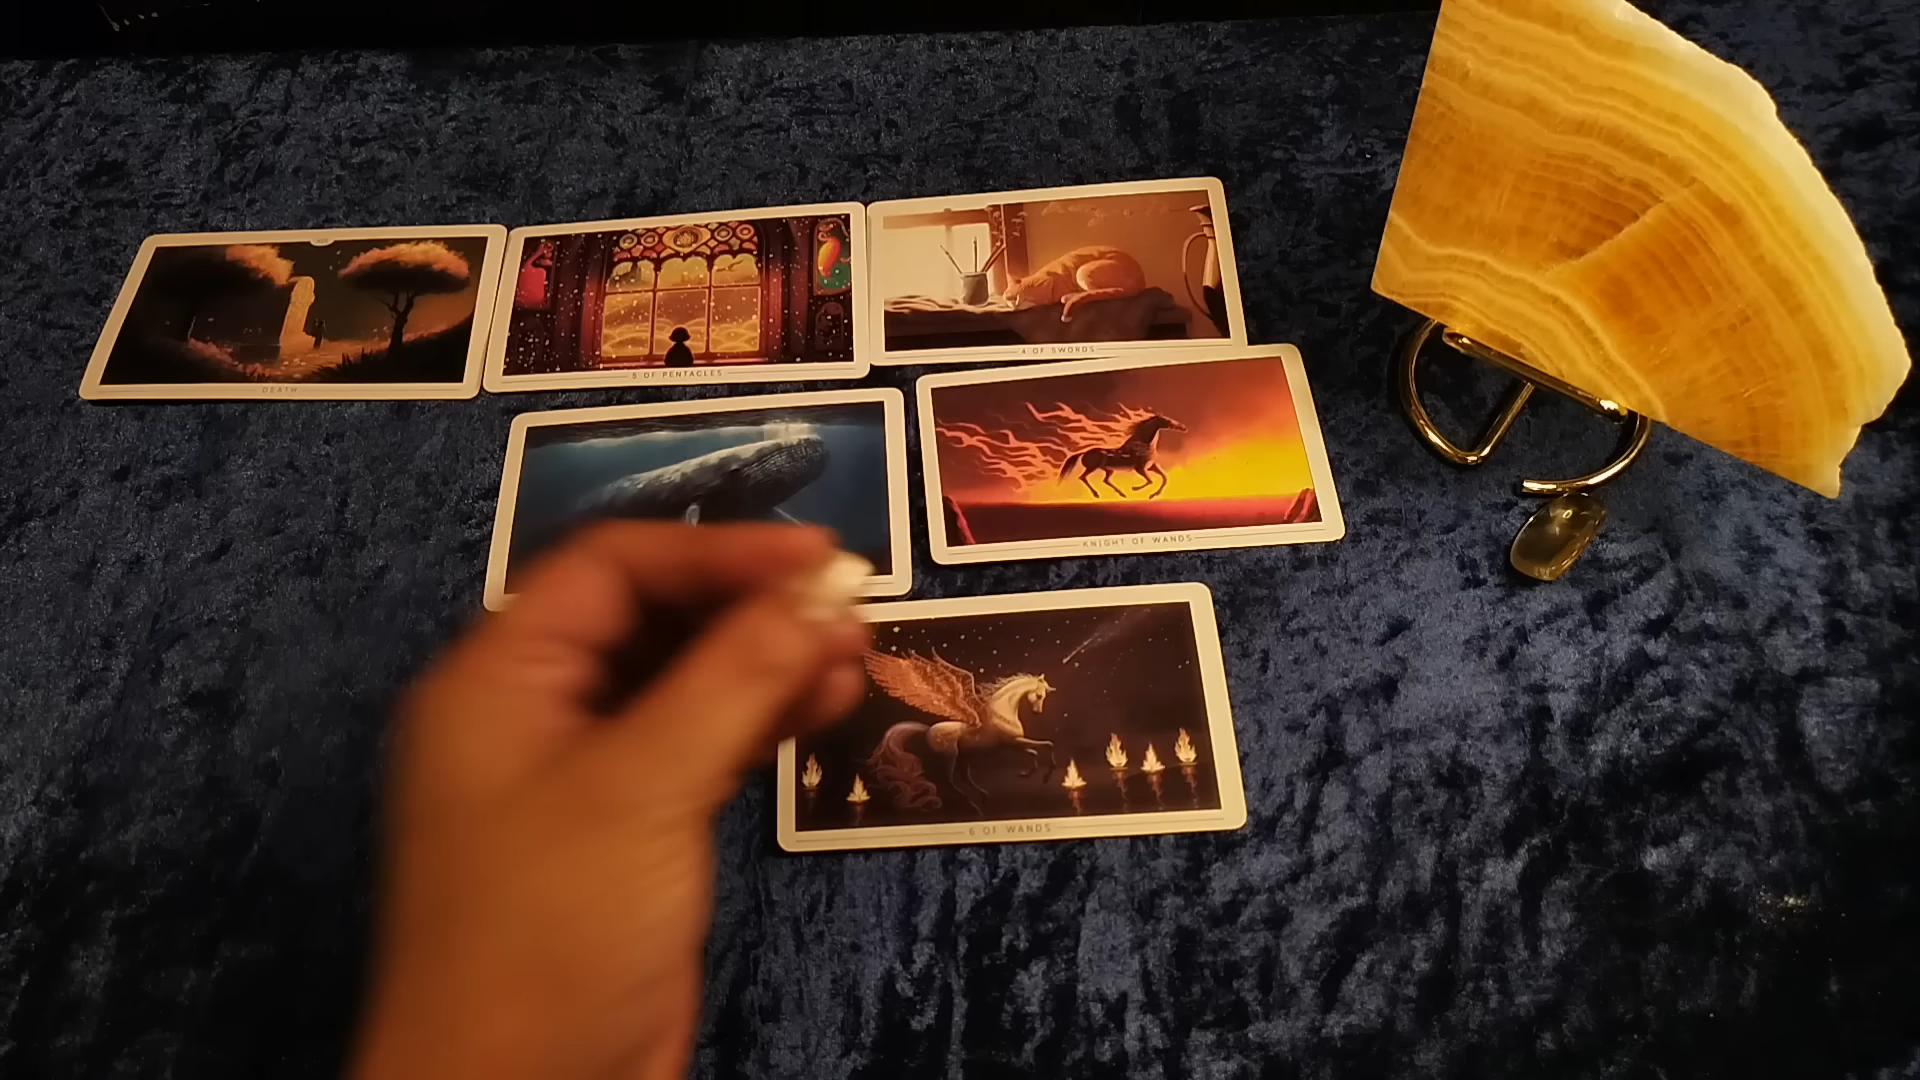 DEATH
5 OF PENTACLES
4 OF SWORDS
KNIGHT OF WANDS
6 OF WANDS